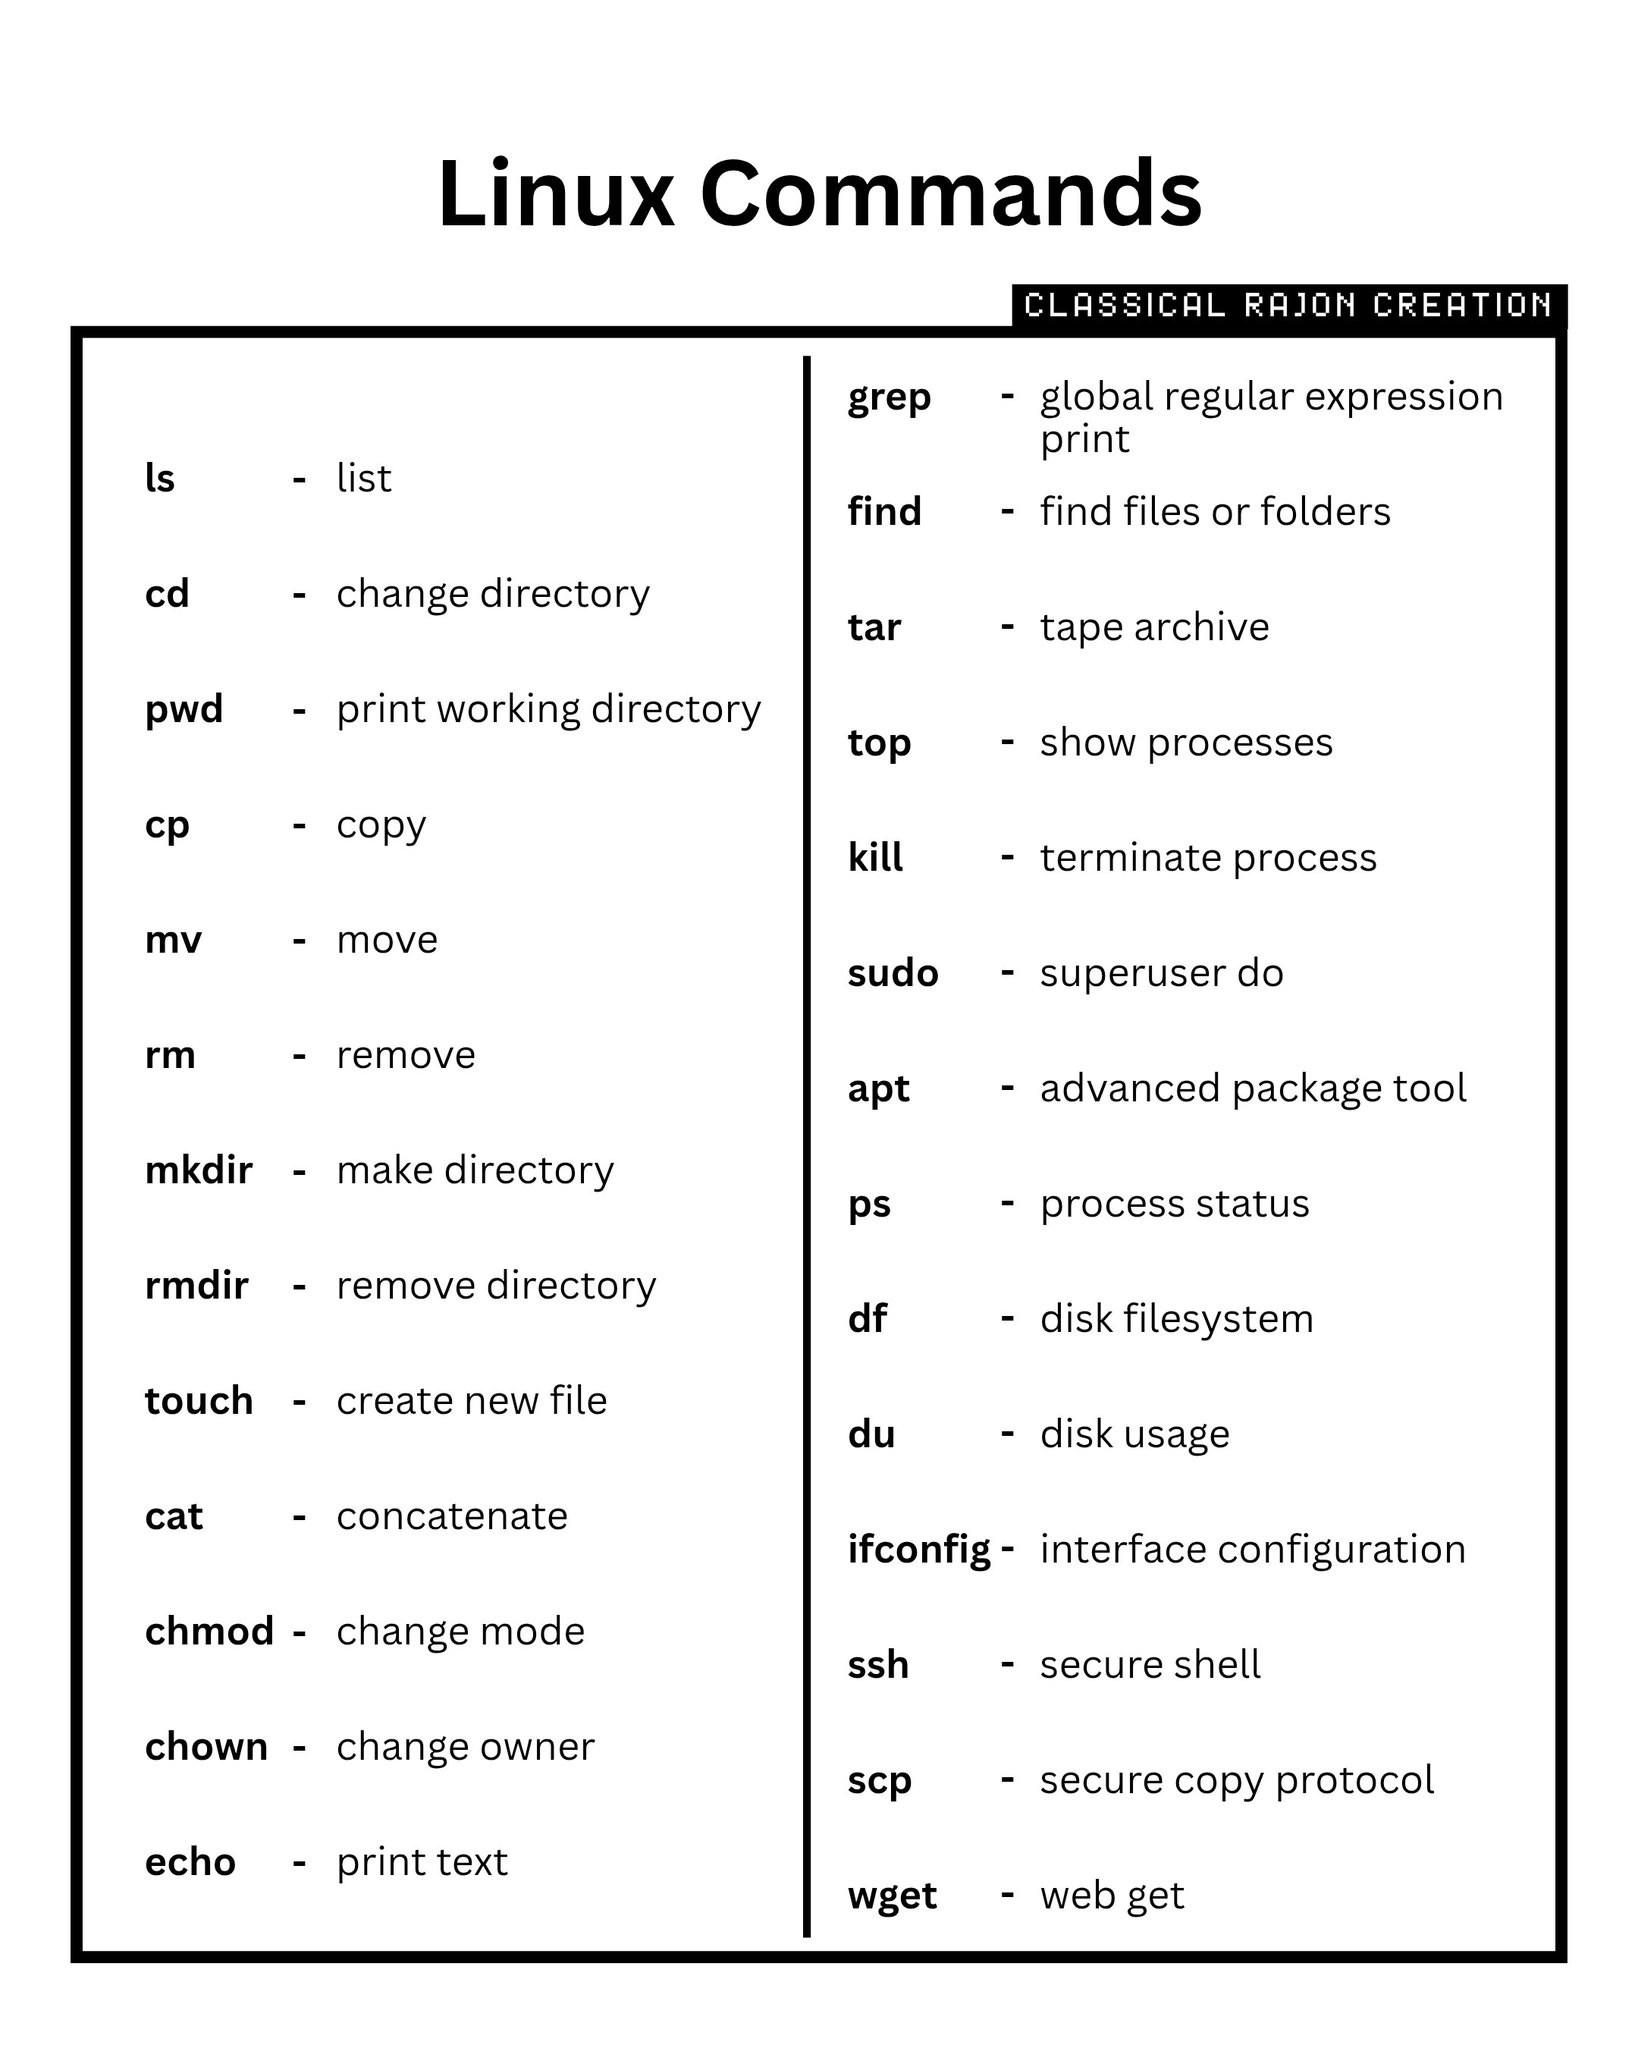 Linux Commands
CLASSICAL RAJON CREATION
ls - list
cd - change directory
pwd - print working directory
cp - copy
mv - move
rm - remove
mkdir - make directory
rmdir - remove directory
touch - create new file
cat - concatenate
chmod - change mode
chown - change owner
echo - print text
grep - global regular expression
print
find - find files or folders
tar - tape archive
top - show processes
kill - terminate process
sudo - superuser do
apt - advanced package tool
ps - process status
df - disk filesystem
du - disk usage
ifconfig - interface configuration
ssh - secure shell
scp - secure copy protocol
wget - web get